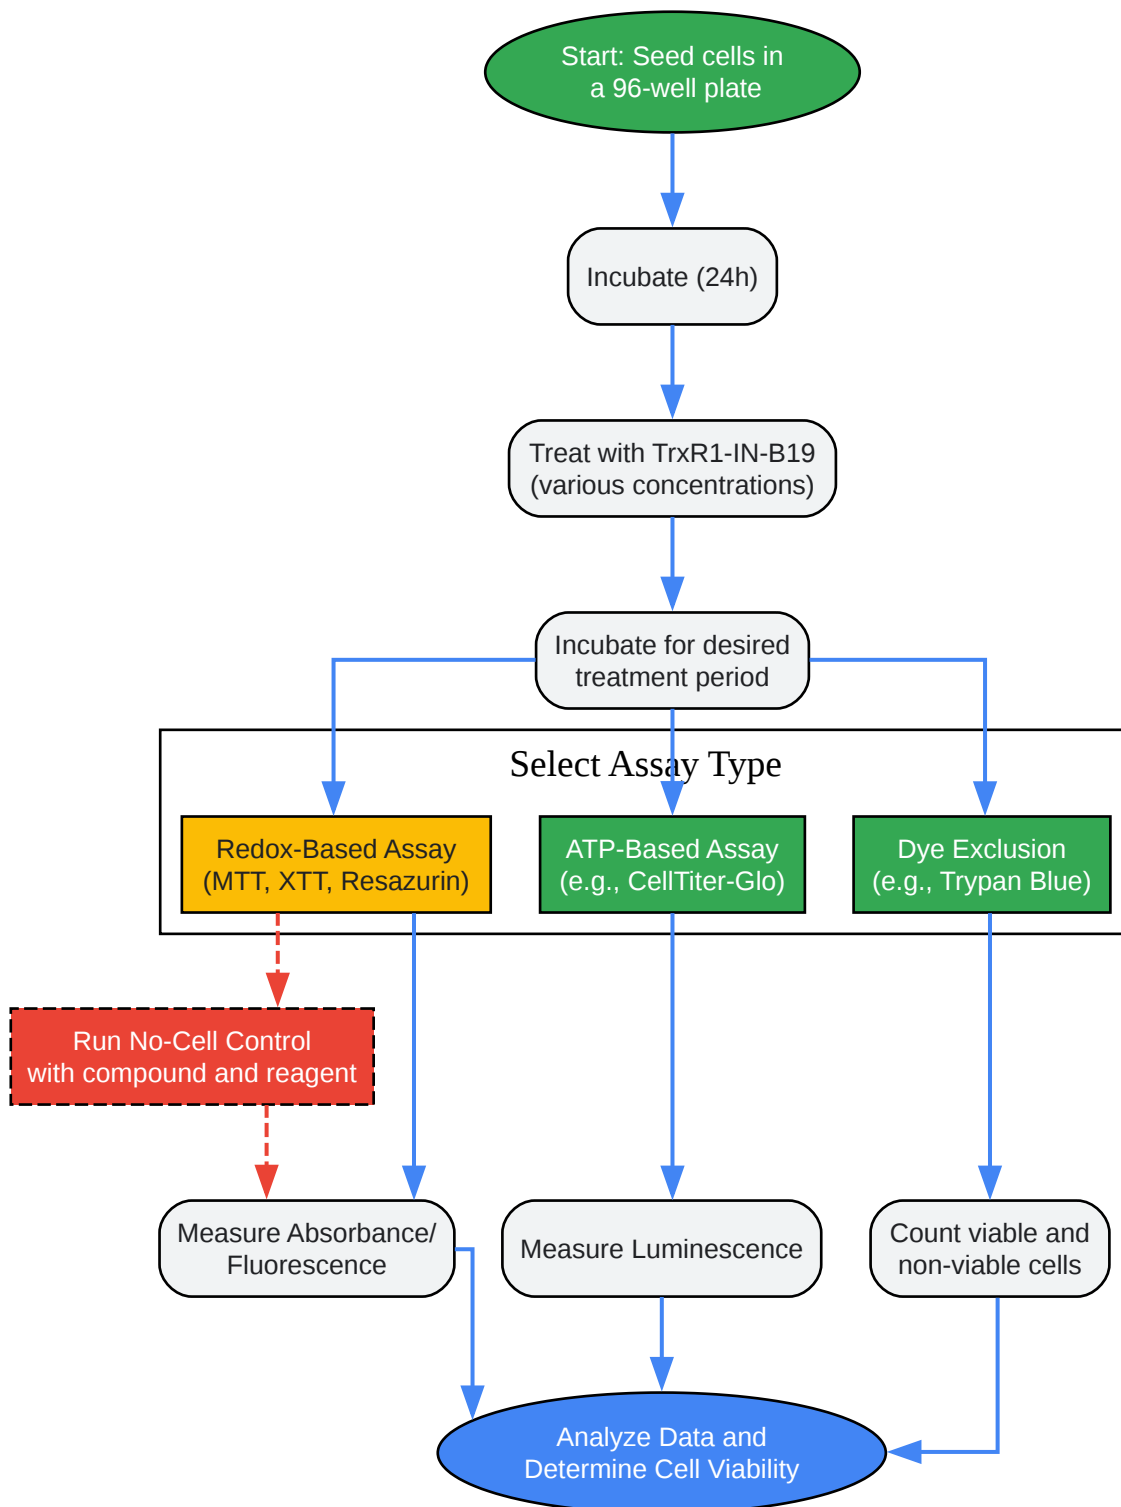 Start: Seed cells in
a 96-well plate
Incubate (24h)
Treat with TrxR1-IN-B19
(various concentrations)
Incubate for desired
treatment period
Select Assay Type
Redox-Based Assay
(MTT, XTT, Resazurin)
ATP-Based Assay
(e.g., CellTiter-Glo)
Dye Exclusion
(e.g., Trypan Blue)
Run No-Cell Control
with compound and reagent
Measure Absorbance/
Fluorescence
Measure Luminescence
Count viable and
non-viable cells
Analyze Data and
Determine Cell Viability